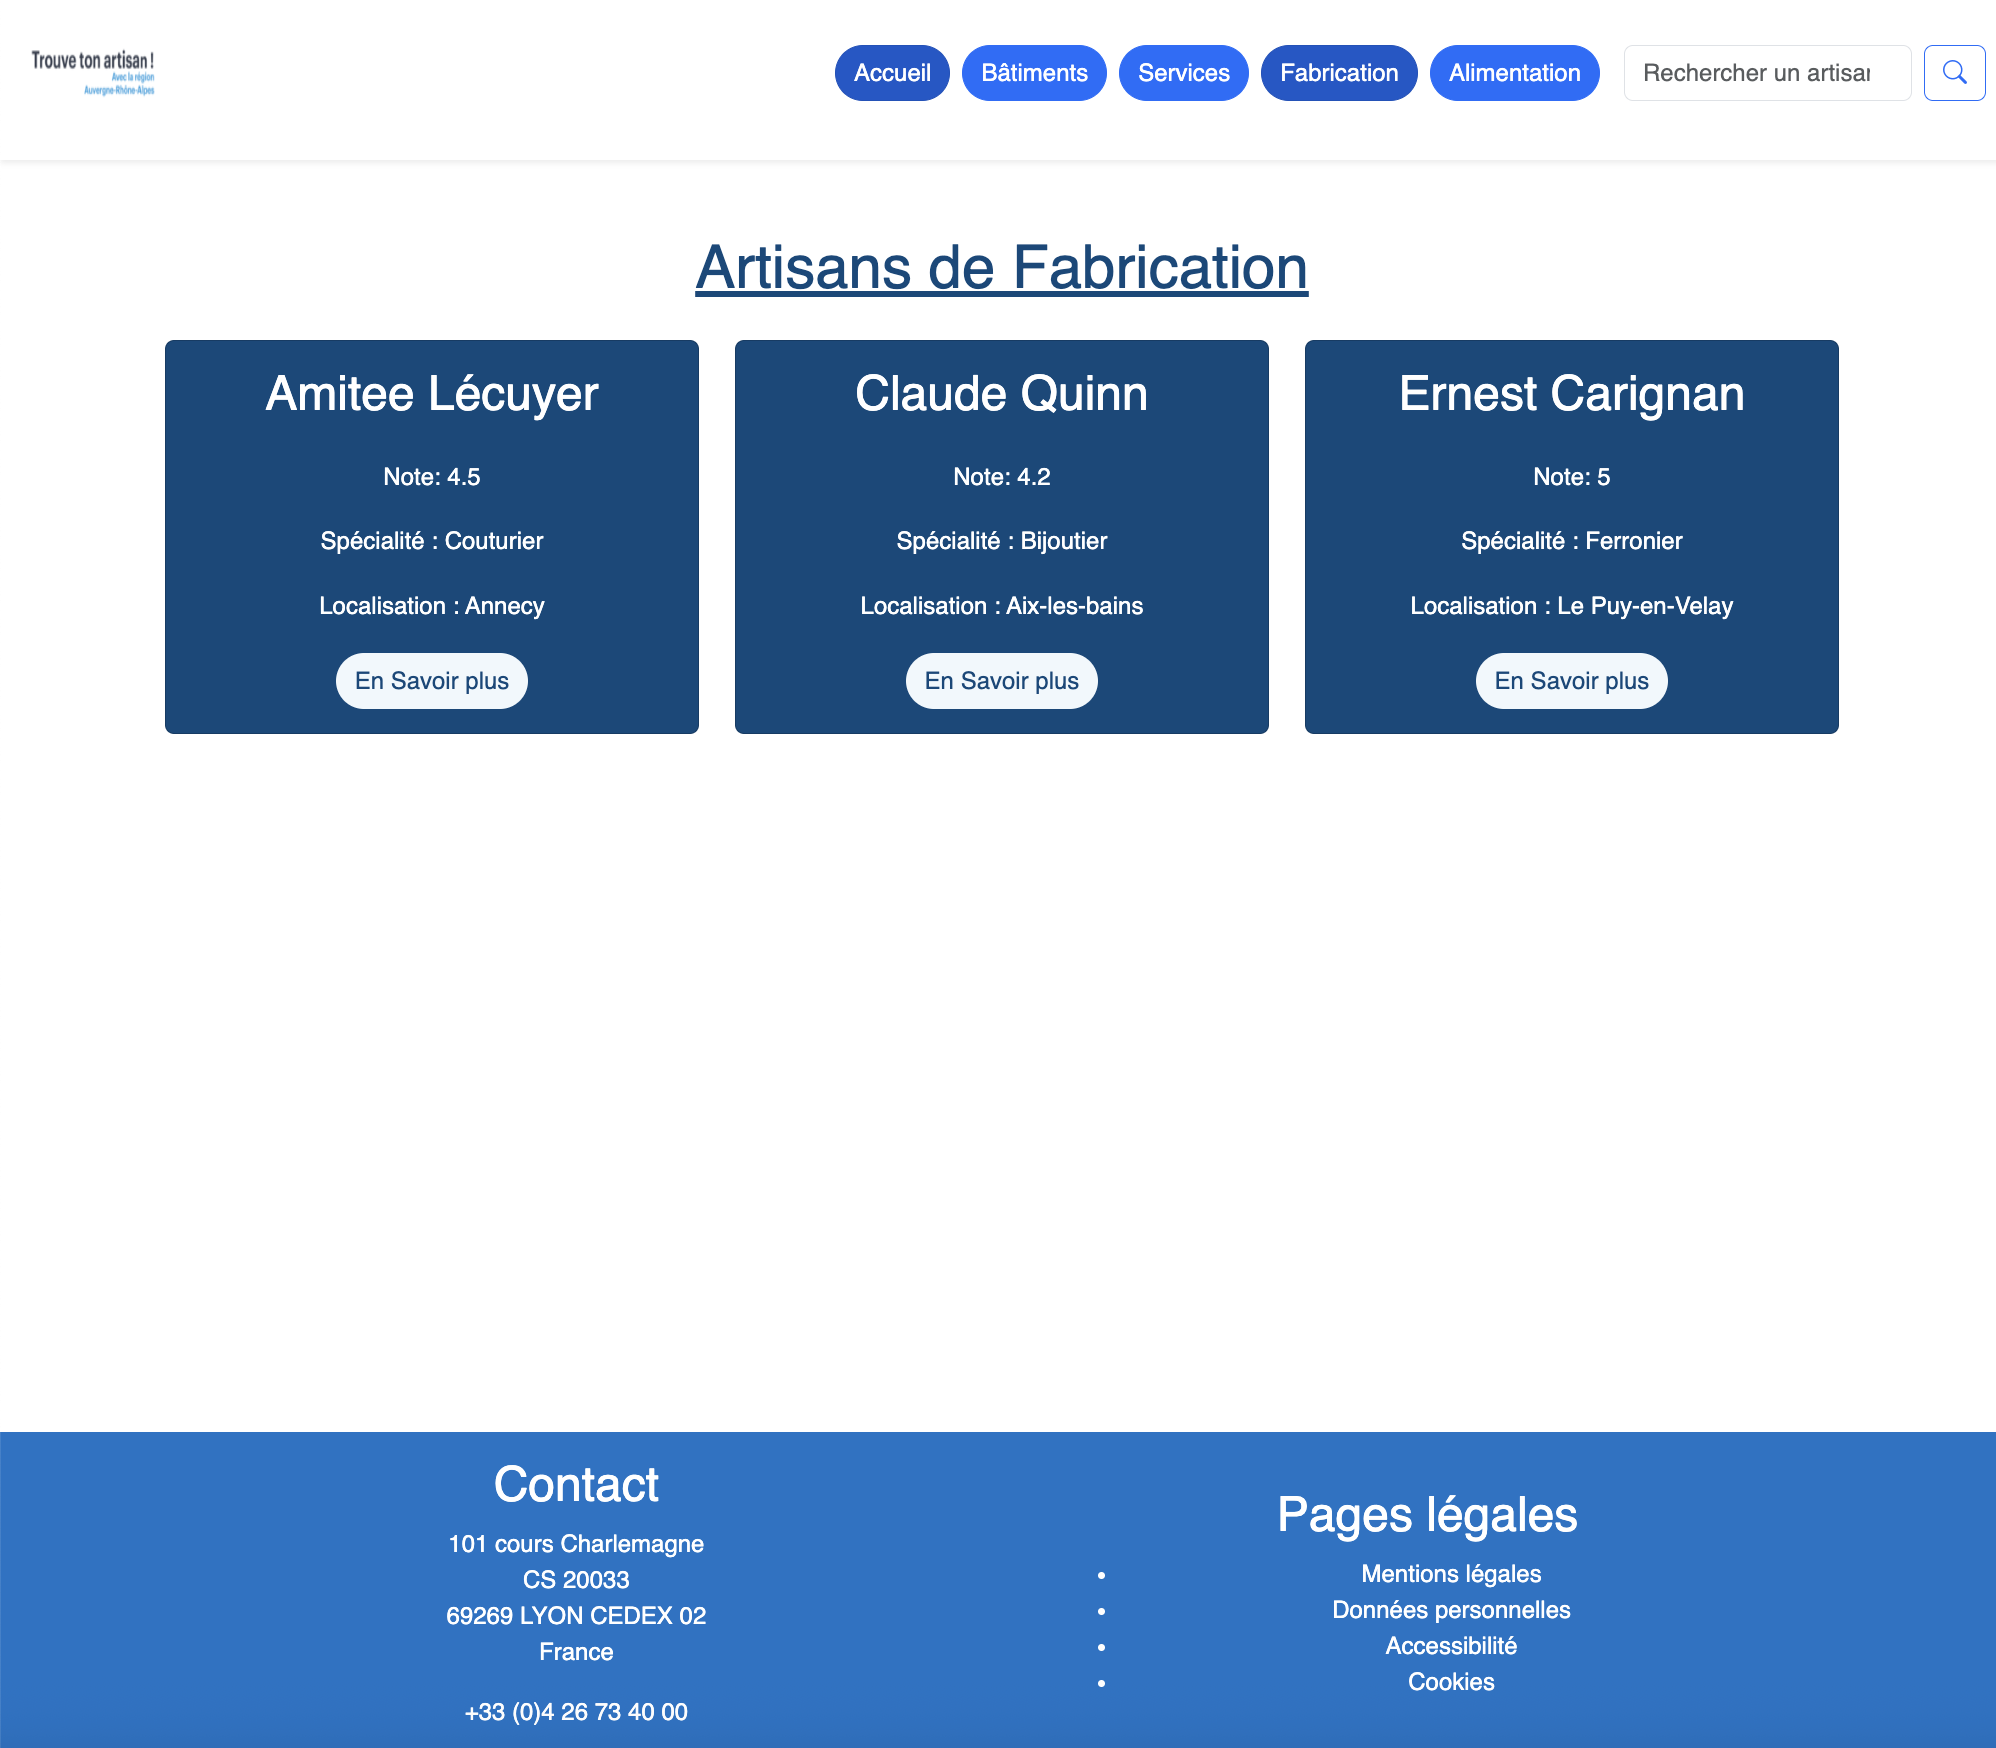 Trouve ton artisan !
Avec la région
Auvergne-Rhône-Alpes
Accueil
Bâtiments
Services
Fabrication
Alimentation
Rechercher un artisan
Artisans de Fabrication
Amitee Lécuyer
Note: 4.5
Spécialité : Couturier
Localisation : Annecy
En Savoir plus
Claude Quinn
Note: 4.2
Spécialité : Bijoutier
Localisation : Aix-les-bains
En Savoir plus
Ernest Carignan
Note: 5
Spécialité : Ferronier
Localisation : Le Puy-en-Velay
En Savoir plus
Contact
101 cours Charlemagne
CS 20033
69269 LYON CEDEX 02
France
+33 (0)4 26 73 40 00
Pages légales
Mentions légales
Données personnelles
Accessibilité
Cookies